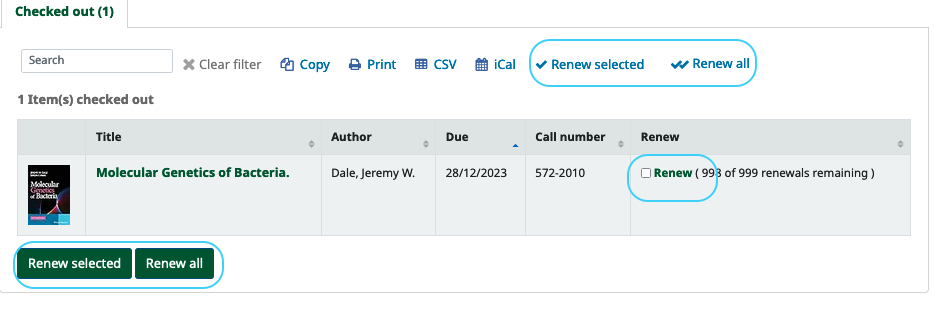 Checked out (1)
Search
Clear filter
Copy
Print
CSV
iCal
Renew selected
Renew all
1 Item(s) checked out
Title
Author
Due
Call number
Renew
Molecular Genetics of Bacteria.
Dale, Jeremy W.
28/12/2023
572-2010
Renew ( 998 of 999 renewals remaining )
Molecular
Genetics
of Bacteria
Renew selected
Renew all